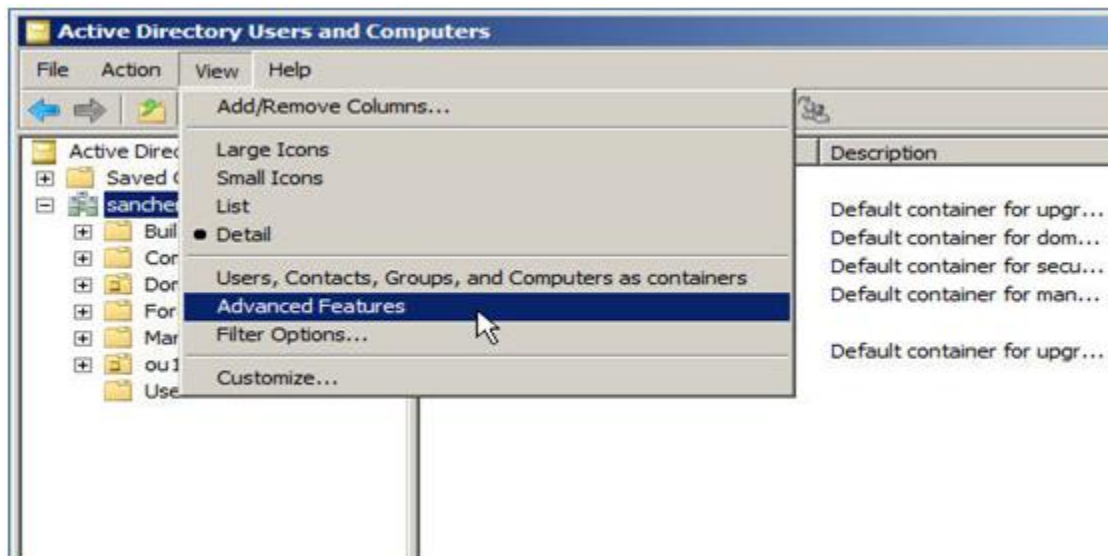 Active Directory Users and Computers
File Action View Help
Add/Remove Columns...
Large Icons
Small Icons
List
Detail
Users, Contacts, Groups, and Computers as containers
Advanced Features
Filter Options...
Customize...
Active Direc
Saved
sanche
Buil
Cor
Dor
For
Mar
ou1
Use
Description
Default container for upgr...
Default container for dom...
Default container for secu...
Default container for man...
Default container for upgr...